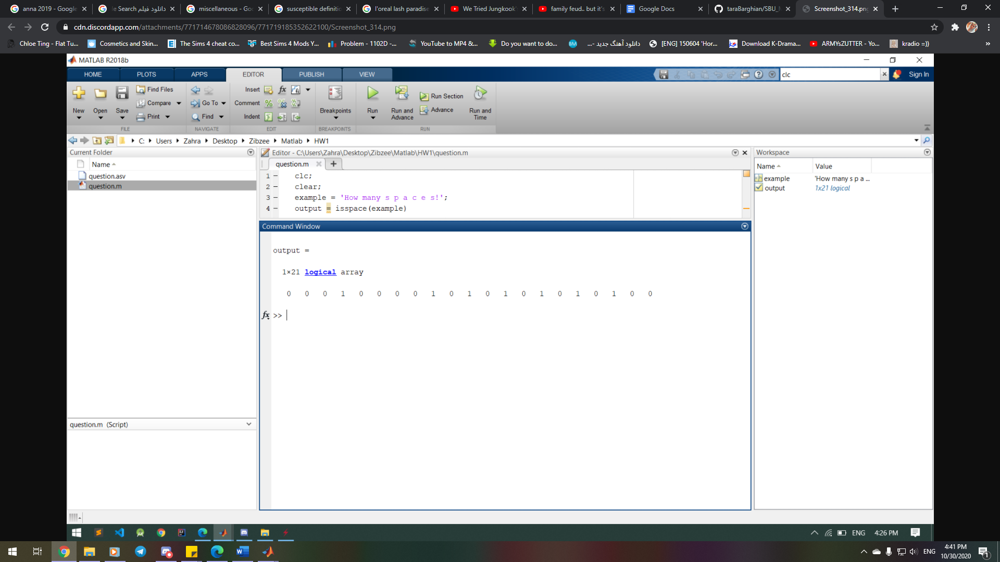 anna 2019 - Google
le Search دانلود فیلم
miscellaneous - Goo
susceptible definitic
l'oreal lash paradise
We Tried Jungkook'
family feud.. but it's
Google Docs
taraBarghian/SBU_M
Screenshot_314.png
cdn.discordapp.com/attachments/771714678086828096/771719185352622100/Screenshot_314.png
Chloe Ting - Flat Tu...
Cosmetics and Skin...
The Sims 4 cheat co...
Best Sims 4 Mods Y...
Problem - 1102D -...
YouTube to MP4 &...
Do you want to do...
دانلود آهنگ جدید -...
[ENG] 150604 'Hor...
Download K-Drama...
ARMYsZUTTER - Yo...
kradio =))
»
MATLAB R2018b
HOME PLOTS APPS EDITOR PUBLISH VIEW
clc
Sign In
New Open Save
Find Files
Compare
Print
Go To
Find
Insert
Comment
Indent
Breakpoints
Run
Run and Advance
Run Section
Advance
Run and Time
FILE NAVIGATE EDIT BREAKPOINTS RUN
C: Users Zahra Desktop Zibzee Matlab HW1
Current Folder
Name
question.asv
question.m
question.m (Script)
Editor - C:\Users\Zahra\Desktop\Zibzee\Matlab\HW1\question.m
question.m
1 - clc;
2 - clear;
3 - example = 'How many s p a c e s!';
4 - output = isspace(example)
Command Window
output =
1×21 logical array
0 0 0 1 0 0 0 0 1 0 1 0 1 0 1 0 1 0 1 0 0
fx >>
Workspace
Name Value
example 'How many s p a ...
output 1x21 logical
ENG 4:26 PM
ENG
4:41 PM
10/30/2020
1